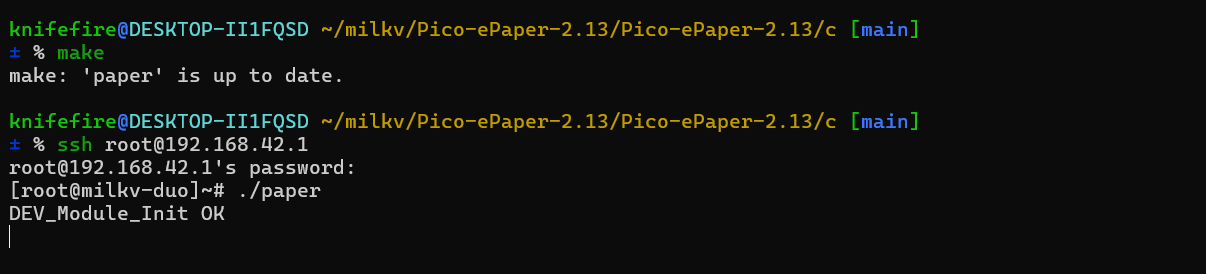 knifefire@DESKTOP-II1FQSD ~/milkv/Pico-ePaper-2.13/Pico-ePaper-2.13/c [main]
± % make
make: 'paper' is up to date.
knifefire@DESKTOP-II1FQSD ~/milkv/Pico-ePaper-2.13/Pico-ePaper-2.13/c [main]
± % ssh root@192.168.42.1
root@192.168.42.1's password:
[root@milkv-duo]~# ./paper
DEV_Module_Init OK